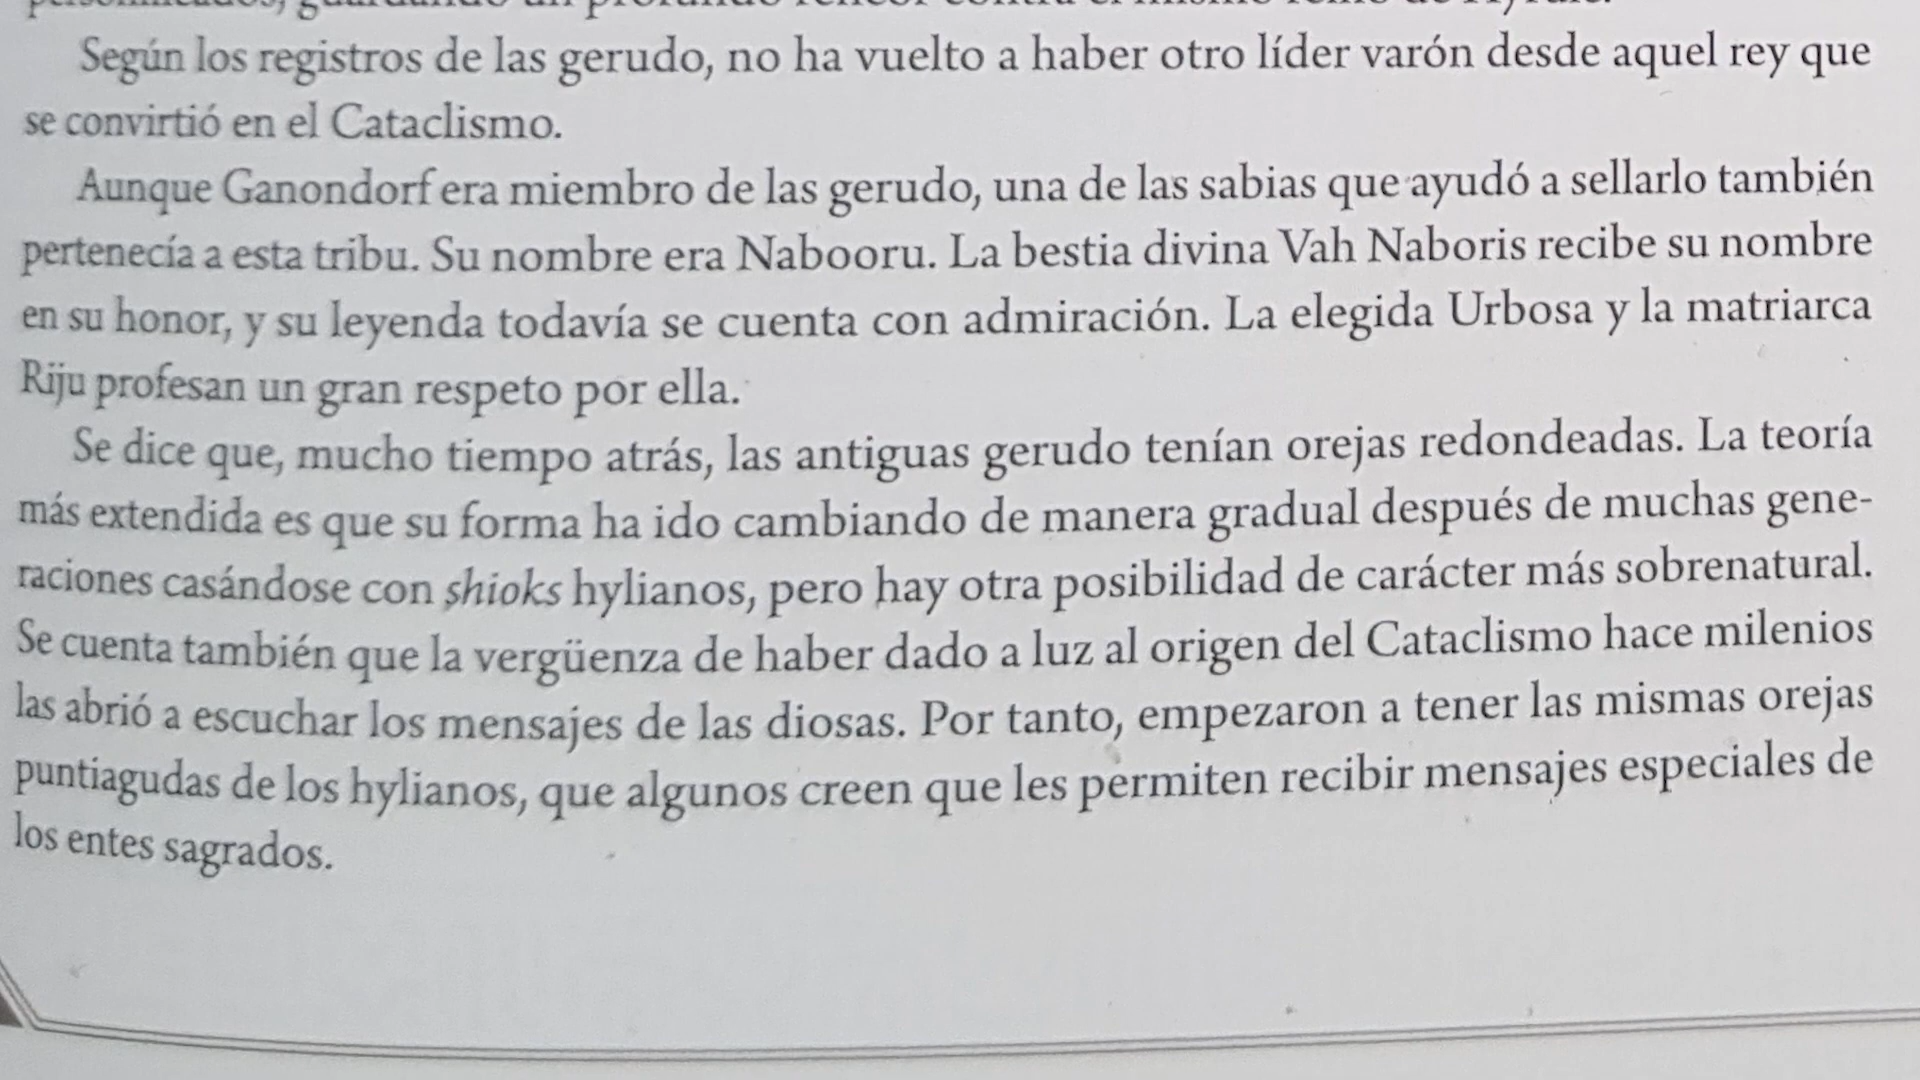 Según los registros de las gerudo, no ha vuelto a haber otro líder varón desde aquel rey que
se convirtió en el Cataclismo.
Aunque Ganondorf era miembro de las gerudo, una de las sabias que ayudó a sellarlo también
pertenecía a esta tribu. Su nombre era Nabooru. La bestia divina Vah Naboris recibe su nombre
en su honor, y su leyenda todavía se cuenta con admiración. La elegida Urbosa y la matriarca
Riju profesan un gran respeto por ella.
Se dice que, mucho tiempo atrás, las antiguas gerudo tenían orejas redondeadas. La teoría
más extendida es que su forma ha ido cambiando de manera gradual después de muchas gene-
raciones casándose con shioks hylianos, pero hay otra posibilidad de carácter más sobrenatural.
Se cuenta también que la vergüenza de haber dado a luz al origen del Cataclismo hace milenios
las abrió a escuchar los mensajes de las diosas. Por tanto, empezaron a tener las mismas orejas
puntiagudas de los hylianos, que algunos creen que les permiten recibir mensajes especiales de
los entes sagrados.